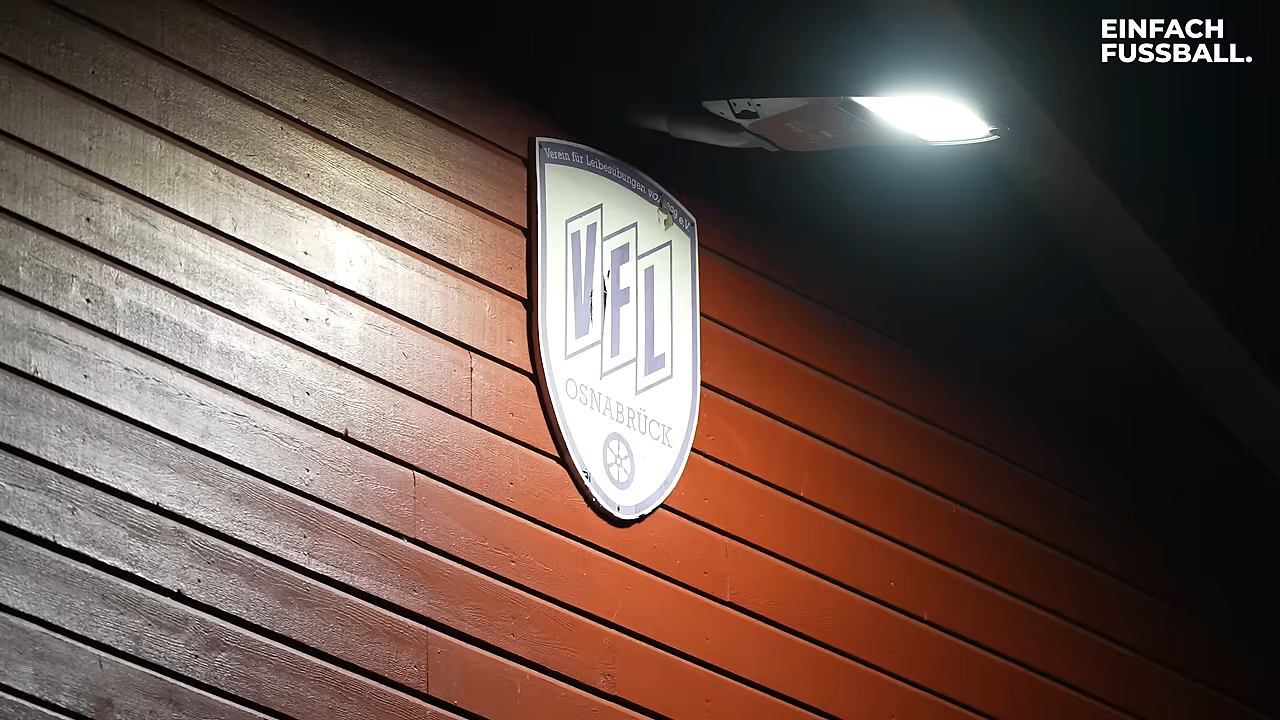 EINFACH
FUSSBALL.
Verein für Leibesübungen
e.V.
VFL
OSNABRÜCK